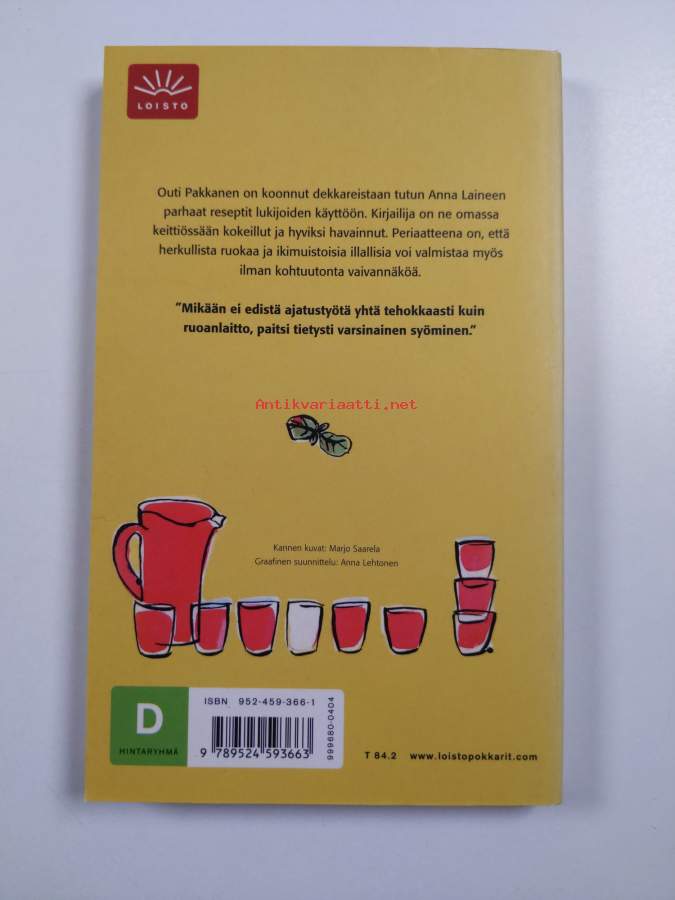 LOISTO
Outi Pakkanen on koonnut dekkareistaan tutun Anna Laineen
parhaat reseptit lukijoiden käyttöön. Kirjailija on ne omassa
keittiössään kokeillut ja hyviksi havainnut. Periaatteena on, että
herkullista ruokaa ja ikimuistoisia illallisia voi valmistaa myös
ilman kohtuutonta vaivannäköä.
”Mikään ei edistä ajatustyötä yhtä tehokkaasti kuin
ruoanlaitto, paitsi tietysti varsinainen syöminen.”
Antikvariaatti.net
Kannen kuvat: Marjo Saarela
Graafinen suunnittelu: Anna Lehtonen
D
HINTARYHMÄ
ISBN 952-459-366-1
9 789524 593663
999680-0404
T 84.2 www.loistopokkarit.com